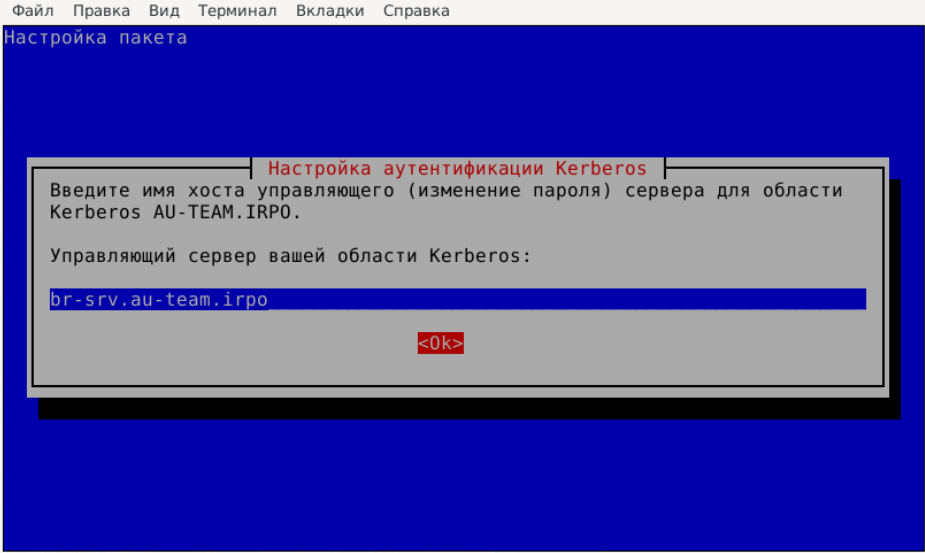 Файл Правка Вид Терминал Вкладки Справка
Настройка пакета
Настройка аутентификации Kerberos
Введите имя хоста управляющего (изменение пароля) сервера для области
Kerberos AU-TEAM.IRPO.
Управляющий сервер вашей области Kerberos:
br-srv.au-team.irpo
<Ok>